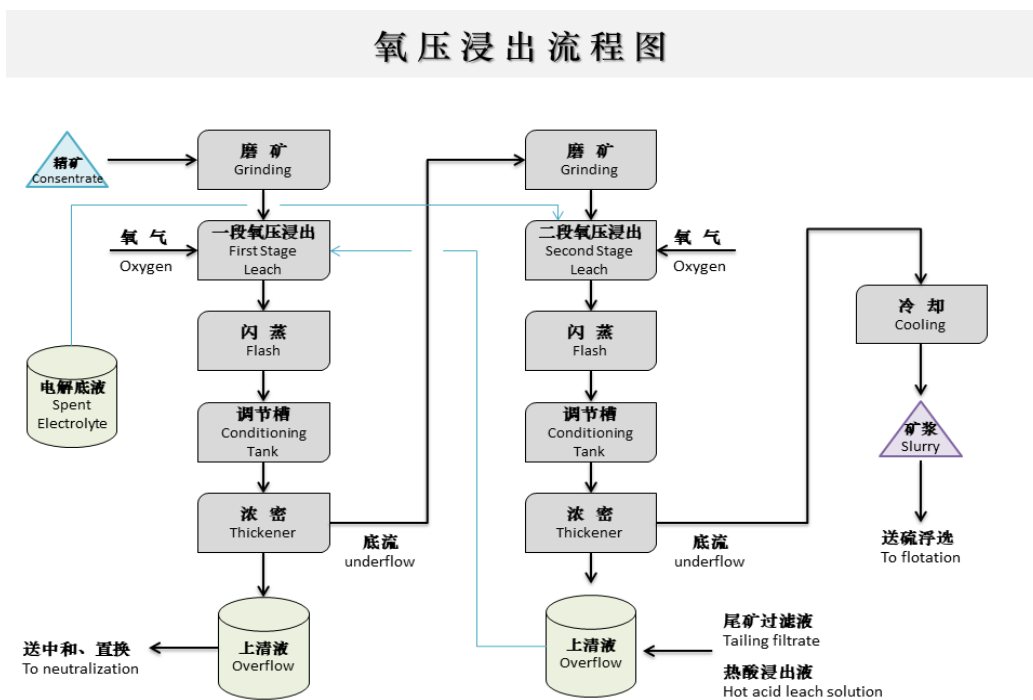 氧压浸出流程图
精矿
Consentrate
磨 矿
Grinding
磨 矿
Grinding
氧 气
Oxygen
一段氧压浸出
First Stage
Leach
二段氧压浸出
Second Stage
Leach
氧 气
Oxygen
冷 却
Cooling
闪 蒸
Flash
闪 蒸
Flash
电解底液
Spent
Electrolyte
调节槽
Conditioning
Tank
调节槽
Conditioning
Tank
矿浆
Slurry
浓 密
Thickener
底流
underflow
浓 密
Thickener
底流
underflow
送硫浮选
To flotation
送中和、置换
To neutralization
上清液
Overflow
上清液
Overflow
尾矿过滤液
Tailing filtrate
热酸浸出液
Hot acid leach solution